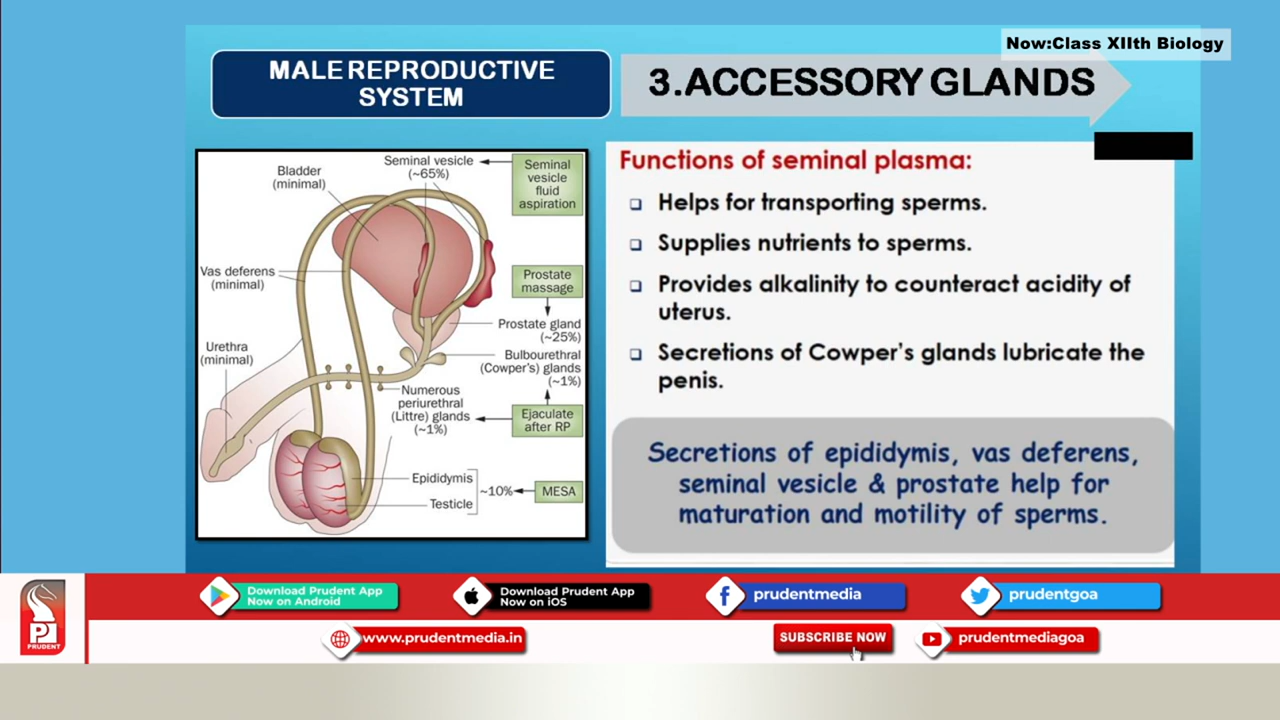 Now:Class XIIth Biology
MALE REPRODUCTIVE
SYSTEM
3.ACCESSORY GLANDS
Bladder
(minimal)
Seminal vesicle
(~65%)
Seminal
vesicle
fluid
aspiration
Vas deferens
(minimal)
Prostate
massage
Prostate gland
(~25%)
Urethra
(minimal)
Bulbourethral
(Cowper's) glands
(~1%)
Numerous
periurethral
(Littre) glands
(~1%)
Ejaculate
after RP
Epididymis
Testicle
~10%
MESA
Functions of seminal plasma:
Helps for transporting sperms.
Supplies nutrients to sperms.
Provides alkalinity to counteract acidity of
uterus.
Secretions of Cowper's glands lubricate the
penis.
Secretions of epididymis, vas deferens,
seminal vesicle & prostate help for
maturation and motility of sperms.
PJ
PRUDENT
Download Prudent App
Now on Android
Download Prudent App
Now on iOS
prudentmedia
prudentgoa
www.prudentmedia.in
SUBSCRIBE NOW
prudentmediagoa